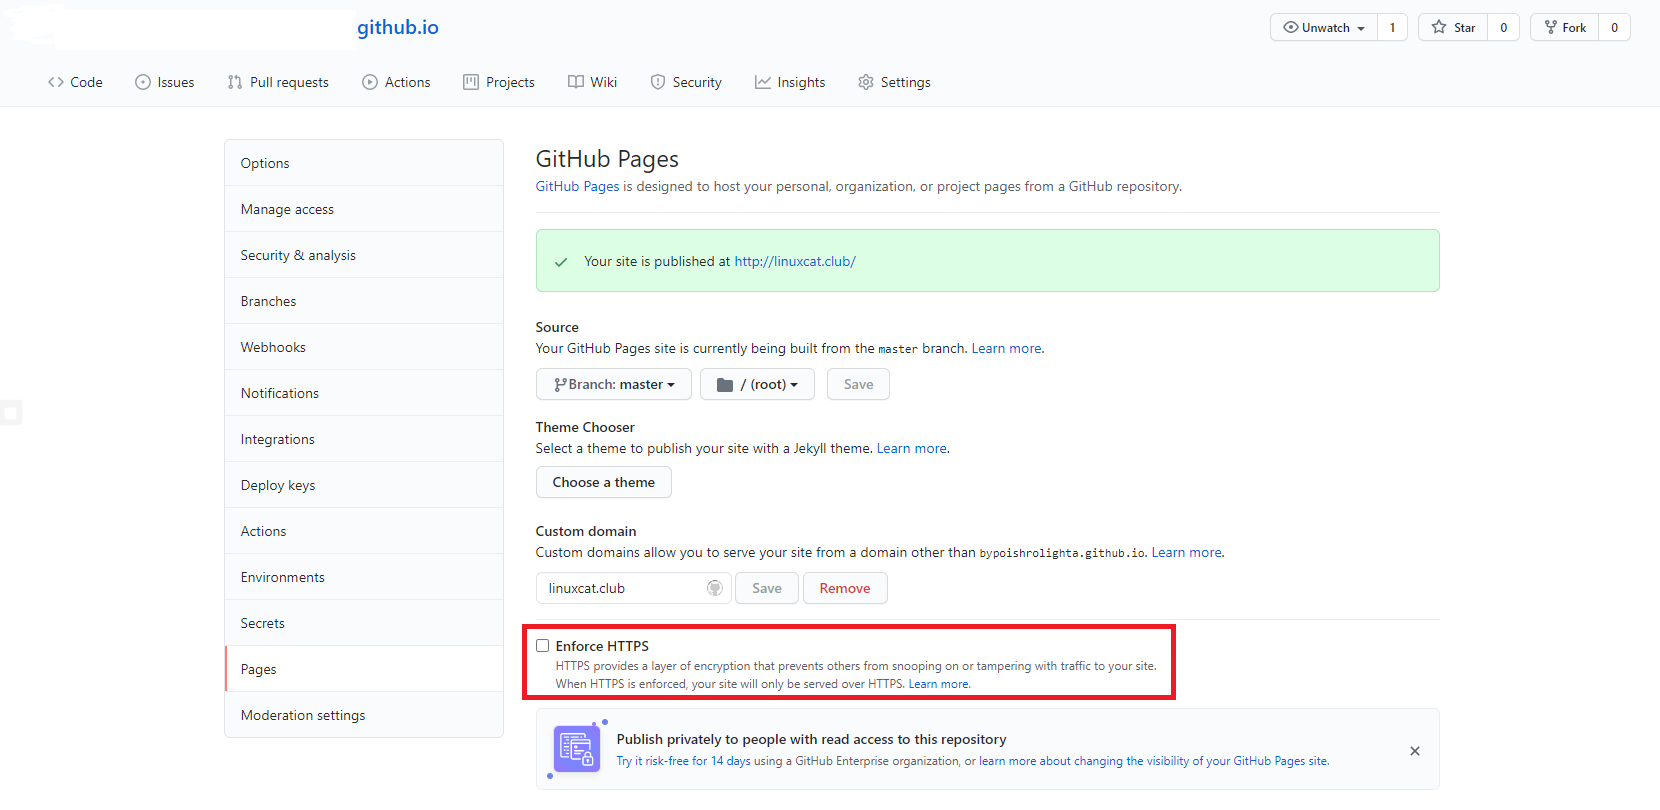 github.io
Unwatch 1 Star 0 Fork 0
Code Issues Pull requests Actions Projects Wiki Security Insights Settings
Options
Manage access
Security & analysis
Branches
Webhooks
Notifications
Integrations
Deploy keys
Actions
Environments
Secrets
Pages
Moderation settings
GitHub Pages
GitHub Pages is designed to host your personal, organization, or project pages from a GitHub repository.
Your site is published at http://linuxcat.club/
Source
Your GitHub Pages site is currently being built from the master branch. Learn more.
Branch: master / (root) Save
Theme Chooser
Select a theme to publish your site with a Jekyll theme. Learn more.
Choose a theme
Custom domain
Custom domains allow you to serve your site from a domain other than bypoishrolighta.github.io. Learn more.
linuxcat.club Save Remove
Enforce HTTPS
HTTPS provides a layer of encryption that prevents others from snooping on or tampering with traffic to your site.
When HTTPS is enforced, your site will only be served over HTTPS. Learn more.
Publish privately to people with read access to this repository
Try it risk-free for 14 days using a GitHub Enterprise organization, or learn more about changing the visibility of your GitHub Pages site.